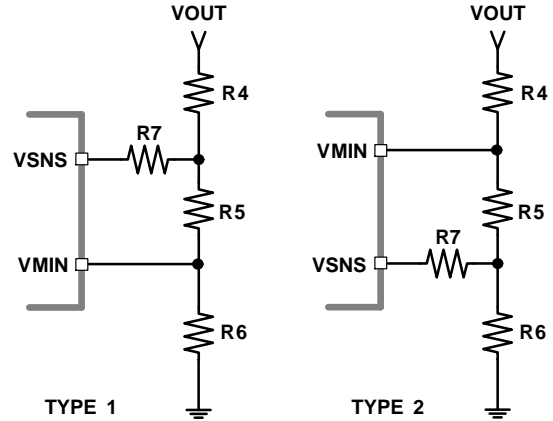 VOUT
R4
R7
VSNS
R5
VMIN
R6
TYPE 1
VOUT
R4
VMIN
R5
R7
VSNS
R6
TYPE 2